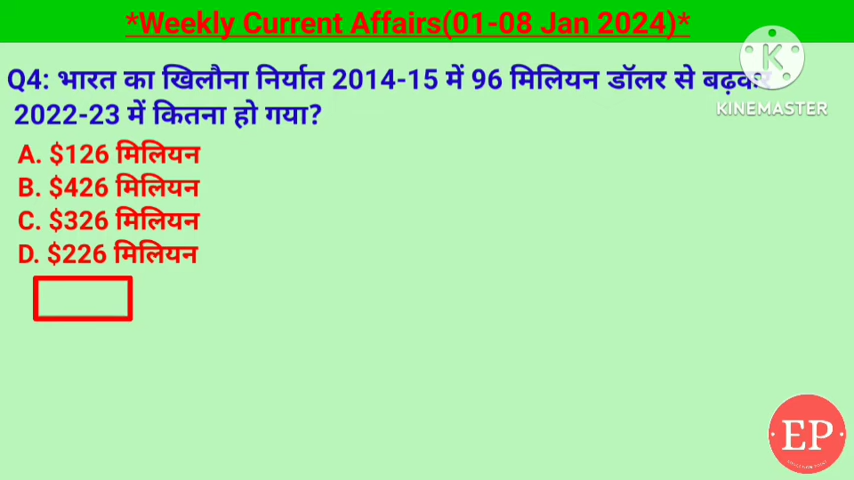 *Weekly Current Affairs(01-08 Jan 2024)*
Q4: भारत का खिलौना निर्यात 2014-15 में 96 मिलियन डॉलर से बढ़कर
2022-23 में कितना हो गया?
A. $126 मिलियन
B. $426 मिलियन
C. $326 मिलियन
D. $226 मिलियन
K
KINEMASTER
EP